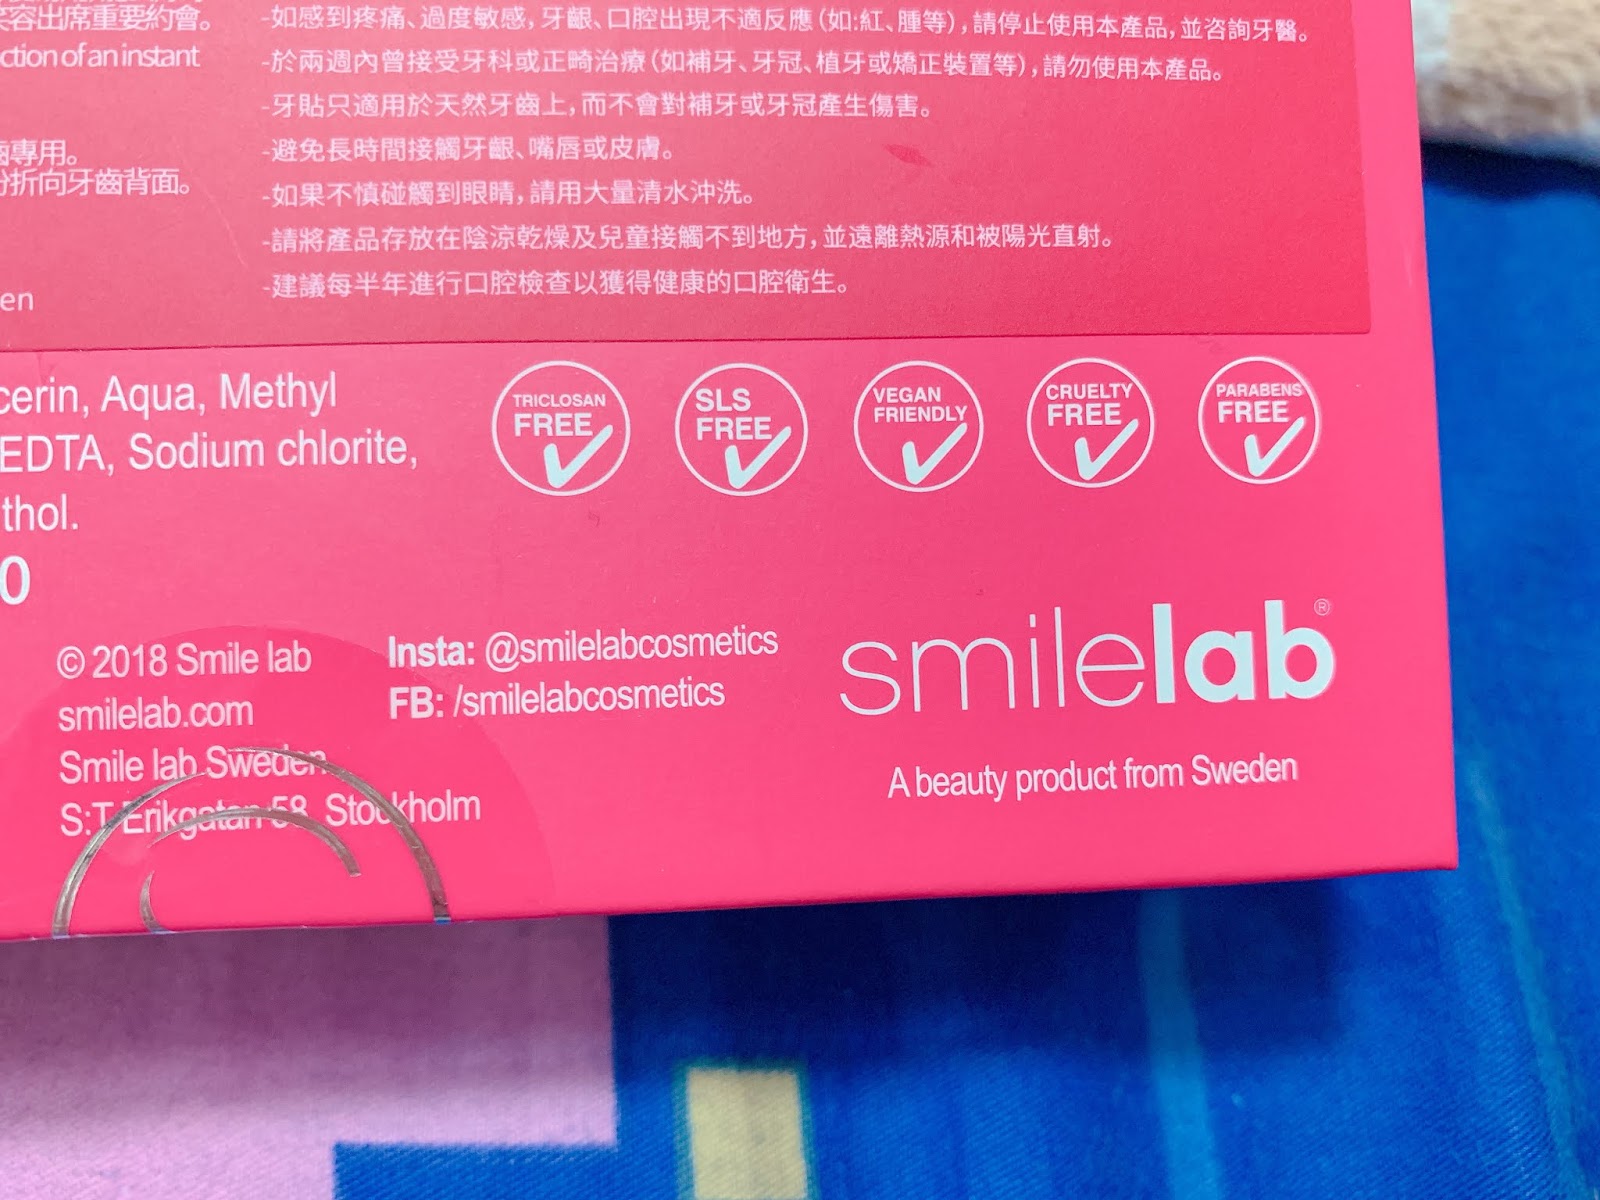 笑容出席重要約會。
ction of an instant
齒專用。
折向牙齒背面。
en
-如感到疼痛、過度敏感，牙齦、口腔出現不適反應（如:紅、腫等），請停止使用本產品，並咨詢牙醫。
-於兩週內曾接受牙科或正畸治療（如補牙、牙冠、植牙或矯正裝置等），請勿使用本產品。
-牙貼只適用於天然牙齒上，而不會對補牙或牙冠產生傷害。
-避免長時間接觸牙齦、嘴唇或皮膚。
-如果不慎碰觸到眼睛，請用大量清水沖洗。
-請將產品存放在陰涼乾燥及兒童接觸不到地方，並遠離熱源和被陽光直射。
-建議每半年進行口腔檢查以獲得健康的口腔衛生。
cerin, Aqua, Methyl
EDTA, Sodium chlorite,
thol.
0
TRICLOSAN
FREE
SLS
FREE
VEGAN
FRIENDLY
CRUELTY
FREE
PARABENS
FREE
© 2018 Smile lab
smilelab.com
Smile lab Sweden
S:T Erikgatan 58, Stockholm
Insta: @smilelabcosmetics
FB: /smilelabcosmetics
smilelab®
A beauty product from Sweden